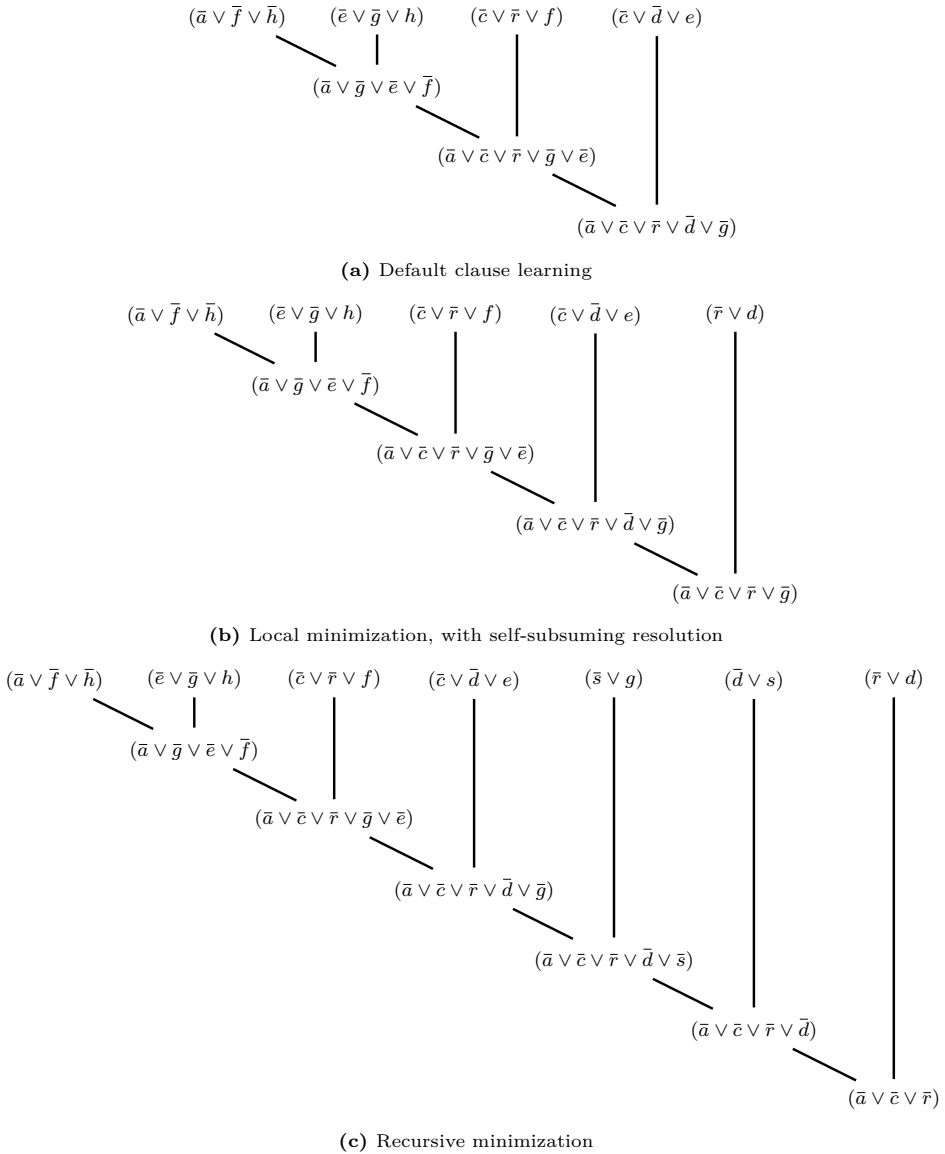 (ā ∨ f̄ ∨ h̄) (ē ∨ ḡ ∨ h) (c̄ ∨ r̄ ∨ f) (c̄ ∨ d̄ ∨ e)
(ā ∨ ḡ ∨ ē ∨ f̄)
(ā ∨ c̄ ∨ r̄ ∨ ḡ ∨ ē)
(ā ∨ c̄ ∨ r̄ ∨ d̄ ∨ ḡ)
(a) Default clause learning
(ā ∨ f̄ ∨ h̄) (ē ∨ ḡ ∨ h) (c̄ ∨ r̄ ∨ f) (c̄ ∨ d̄ ∨ e) (r̄ ∨ d)
(ā ∨ ḡ ∨ ē ∨ f̄)
(ā ∨ c̄ ∨ r̄ ∨ ḡ ∨ ē)
(ā ∨ c̄ ∨ r̄ ∨ d̄ ∨ ḡ)
(ā ∨ c̄ ∨ r̄ ∨ ḡ)
(b) Local minimization, with self-subsuming resolution
(ā ∨ f̄ ∨ h̄) (ē ∨ ḡ ∨ h) (c̄ ∨ r̄ ∨ f) (c̄ ∨ d̄ ∨ e) (s̄ ∨ g) (d̄ ∨ s) (r̄ ∨ d)
(ā ∨ ḡ ∨ ē ∨ f̄)
(ā ∨ c̄ ∨ r̄ ∨ ḡ ∨ ē)
(ā ∨ c̄ ∨ r̄ ∨ d̄ ∨ ḡ)
(ā ∨ c̄ ∨ r̄ ∨ d̄ ∨ s̄)
(ā ∨ c̄ ∨ r̄ ∨ d̄)
(ā ∨ c̄ ∨ r̄)
(c) Recursive minimization